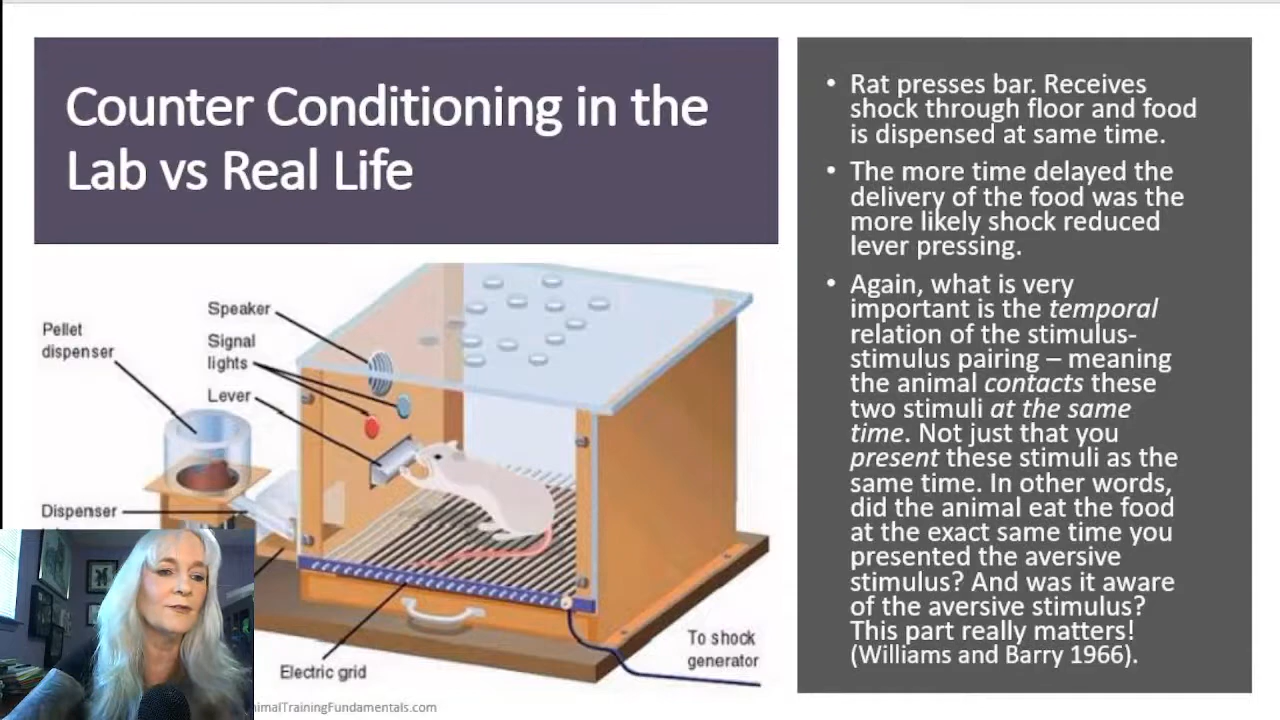 Counter Conditioning in the
Lab vs Real Life
Speaker
Pellet
dispenser
Signal
lights
Lever
Dispenser
Electric grid
To shock
generator
nimalTrainingFundamentals.com
• Rat presses bar. Receives
shock through floor and food
is dispensed at same time.
• The more time delayed the
delivery of the food was the
more likely shock reduced
lever pressing.
• Again, what is very
important is the temporal
relation of the stimulus-
stimulus pairing – meaning
the animal contacts these
two stimuli at the same
time. Not just that you
present these stimuli as the
same time. In other words,
did the animal eat the food
at the exact same time you
presented the aversive
stimulus? And was it aware
of the aversive stimulus?
This part really matters!
(Williams and Barry 1966).